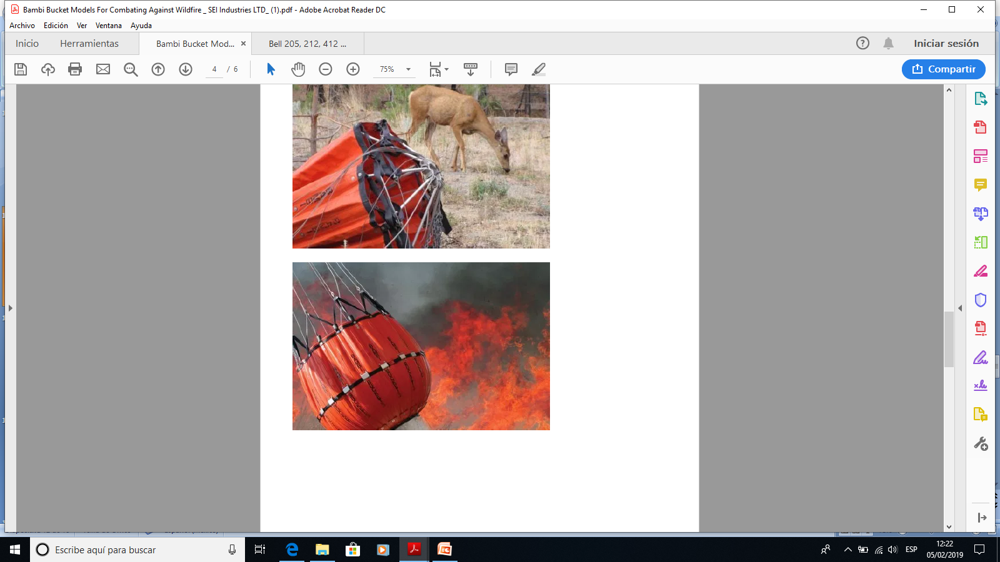 Bambi Bucket Models For Combating Against Wildfire _ SEI Industries LTD_ (1).pdf - Adobe Acrobat Reader DC
Archivo Edición Ver Ventana Ayuda
Inicio Herramientas Bambi Bucket Mod... × Bell 205, 212, 412 ... Iniciar sesión
4 / 6 75% Compartir
Escribe aquí para buscar
ESP
12:22
05/02/2019